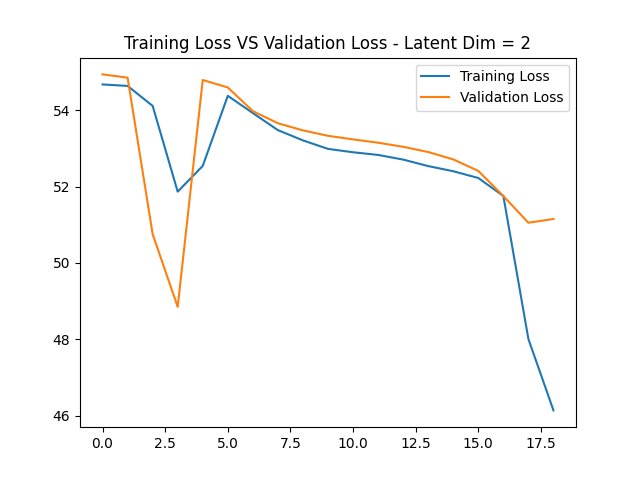 Training Loss VS Validation Loss - Latent Dim = 2
Training Loss
Validation Loss
54
52
50
48
46
0.0 2.5 5.0 7.5 10.0 12.5 15.0 17.5